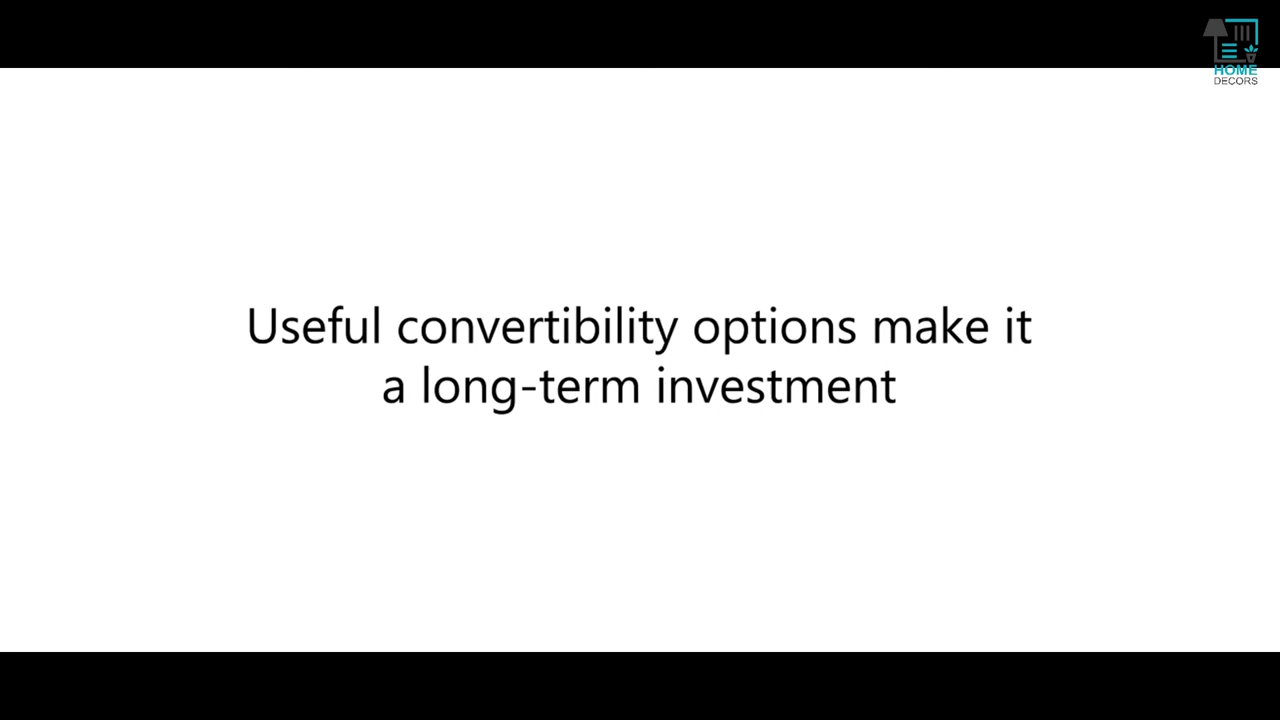 HOME
DECORS
Useful convertibility options make it
a long-term investment